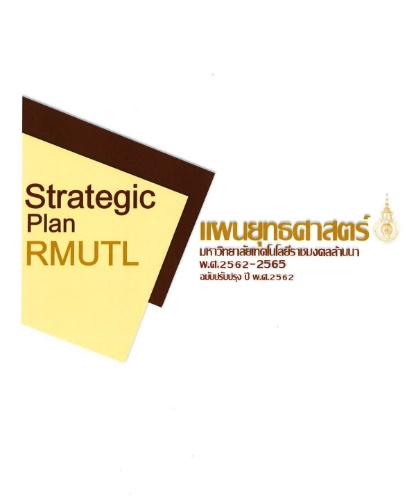 Strategic
Plan
RMUTL
แผนยุทธศาสตร์
มหาวิทยาลัยเทคโนโลยีราชมงคลล้านนา
พ.ศ.2562-2565
ฉบับปรับปรุง ปี พ.ศ.2562